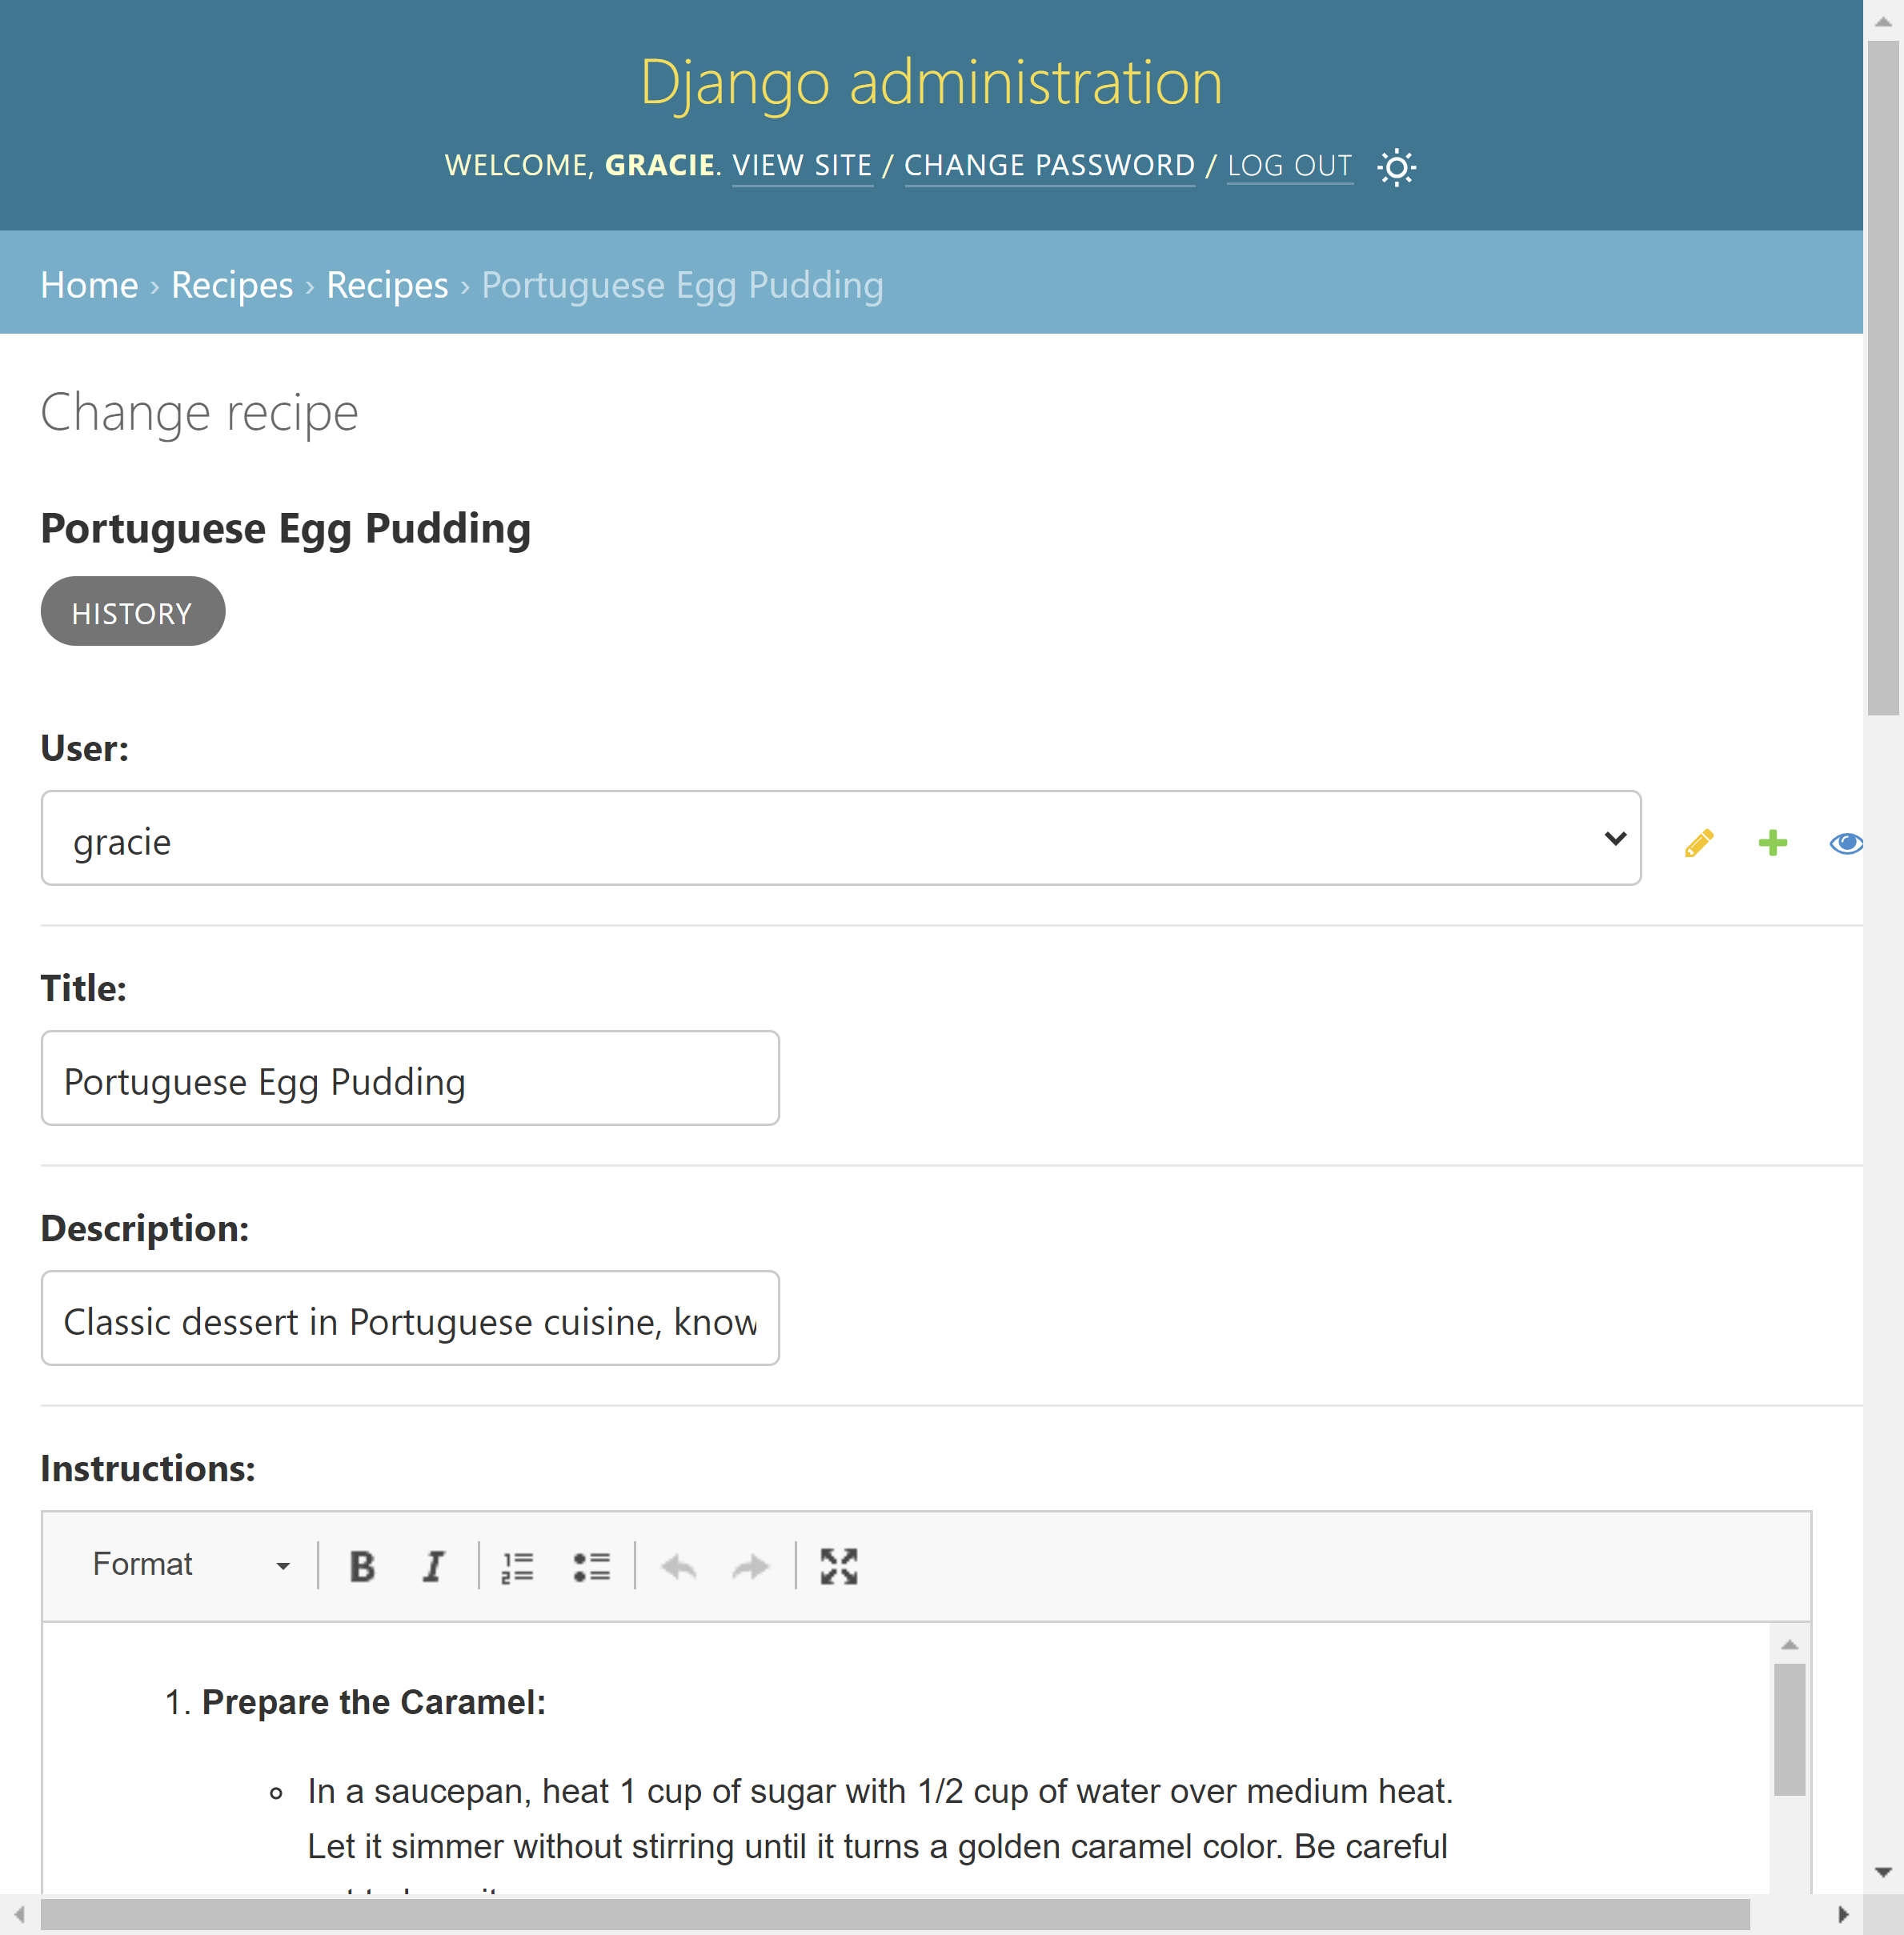 Django administration
WELCOME, GRACIE. VIEW SITE / CHANGE PASSWORD / LOG OUT
Home › Recipes › Recipes › Portuguese Egg Pudding
Change recipe
Portuguese Egg Pudding
HISTORY
User:
gracie
Title:
Portuguese Egg Pudding
Description:
Classic dessert in Portuguese cuisine, know
Instructions:
Format
1. Prepare the Caramel:
In a saucepan, heat 1 cup of sugar with 1/2 cup of water over medium heat.
Let it simmer without stirring until it turns a golden caramel color. Be careful